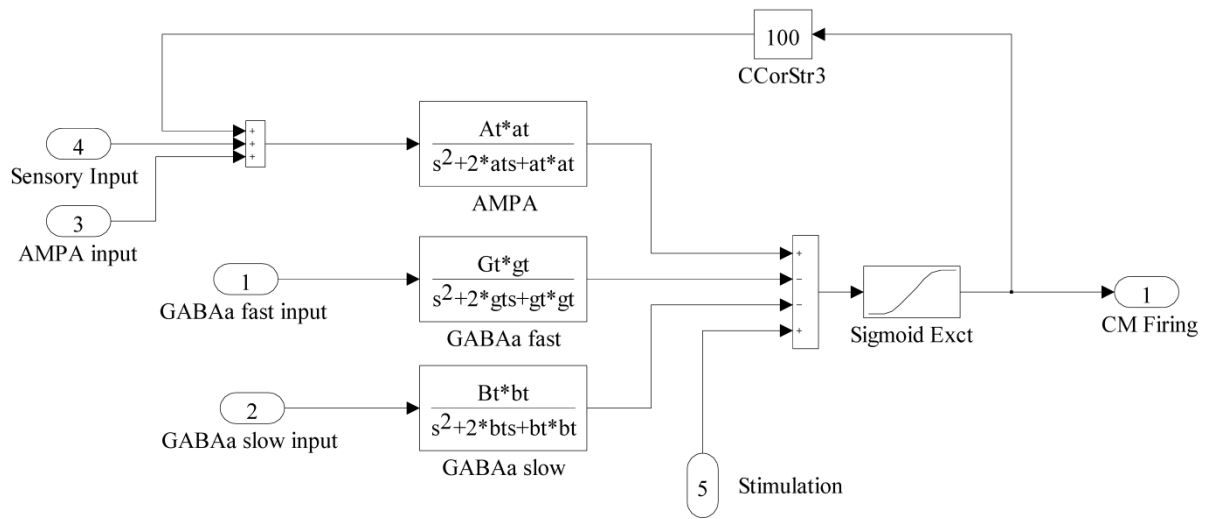 100
CCorStr3
+
+
+
4
Sensory Input
3
AMPA input
At*at
s²+2*ats+at*at
AMPA
1
GABAa fast input
Gt*gt
s²+2*gts+gt*gt
GABAa fast
2
GABAa slow input
Bt*bt
s²+2*bts+bt*bt
GABAa slow
+
−
−
+
Sigmoid Exct
1
CM Firing
5
Stimulation